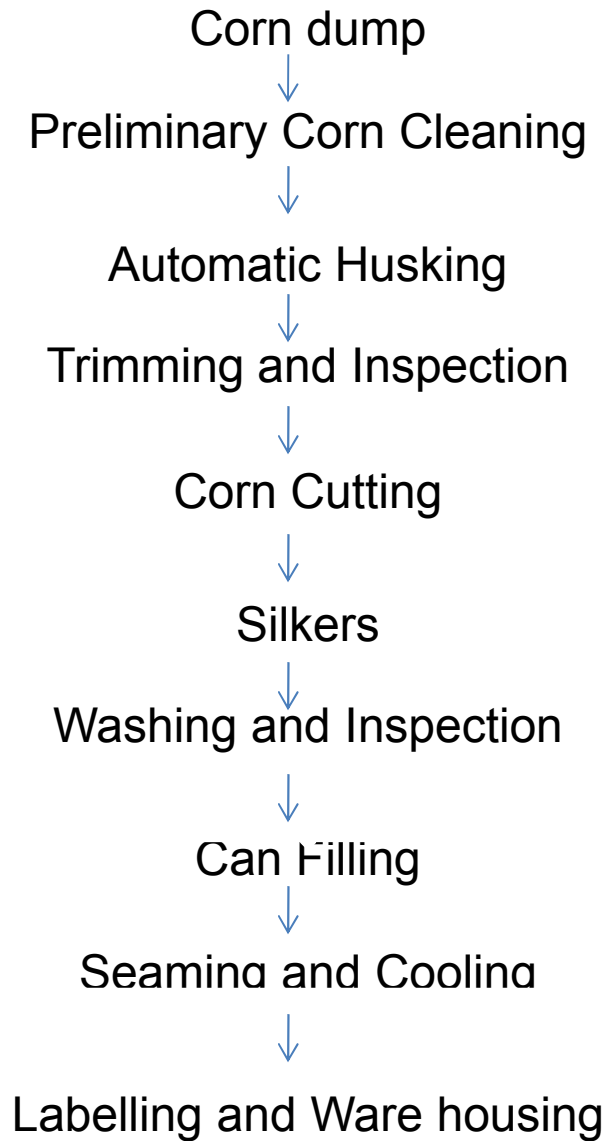 Corn dump
Preliminary Corn Cleaning
Automatic Husking
Trimming and Inspection
Corn Cutting
Silkers
Washing and Inspection
Can Filling
Seaming and Cooling
Labelling and Ware housing